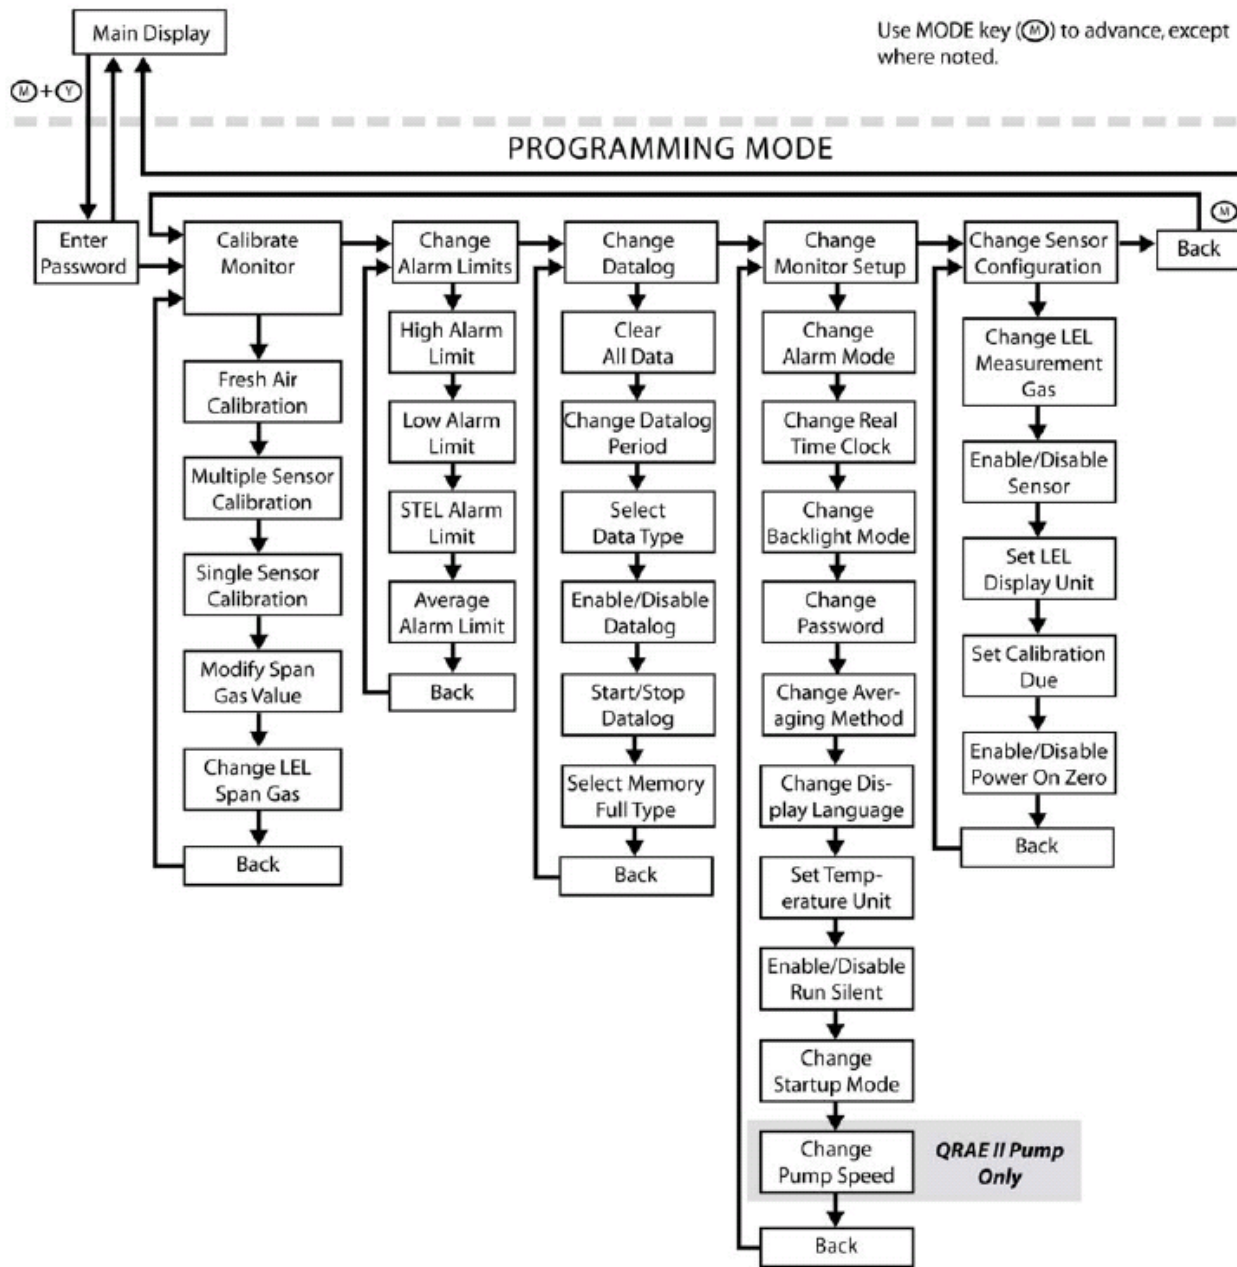 Main Display
Use MODE key (M) to advance, except
where noted.
M + Y
PROGRAMMING MODE
M
Enter
Password
Calibrate
Monitor
Change
Alarm Limits
Change
Datalog
Change
Monitor Setup
Change Sensor
Configuration
Back
Fresh Air
Calibration
Multiple Sensor
Calibration
Single Sensor
Calibration
Modify Span
Gas Value
Change LEL
Span Gas
Back
High Alarm
Limit
Low Alarm
Limit
STEL Alarm
Limit
Average
Alarm Limit
Back
Clear
All Data
Change Datalog
Period
Select
Data Type
Enable/Disable
Datalog
Start/Stop
Datalog
Select Memory
Full Type
Back
Change
Alarm Mode
Change Real
Time Clock
Change
Backlight Mode
Change
Password
Change Aver-
aging Method
Change Dis-
play Language
Set Temp-
erature Unit
Enable/Disable
Run Silent
Change
Startup Mode
Change
Pump Speed
QRAE II Pump
Only
Back
Change LEL
Measurement
Gas
Enable/Disable
Sensor
Set LEL
Display Unit
Set Calibration
Due
Enable/Disable
Power On Zero
Back